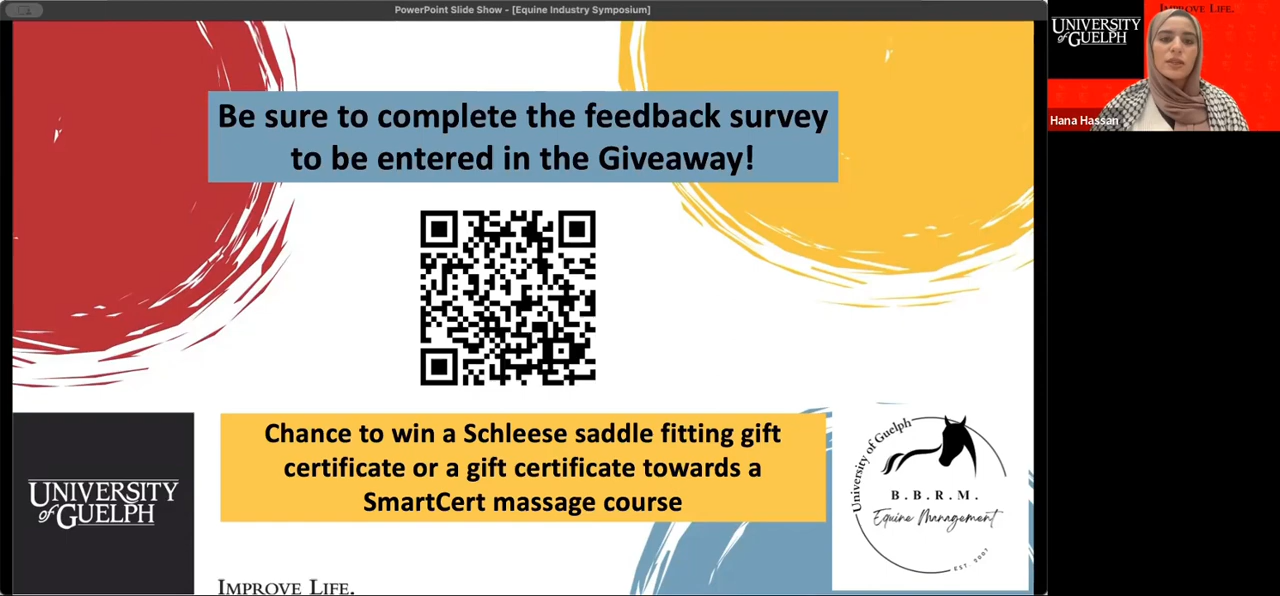 PowerPoint Slide Show - [Equine Industry Symposium]
Be sure to complete the feedback survey
to be entered in the Giveaway!
Chance to win a Schleese saddle fitting gift
certificate or a gift certificate towards a
SmartCert massage course
UNIVERSITY
of GUELPH
IMPROVE LIFE.
University of Guelph
B.B.R.M.
Equine Management
EST. 2007
IMPROVE LIFE.
UNIVERSITY
of GUELPH
Hana Hassan